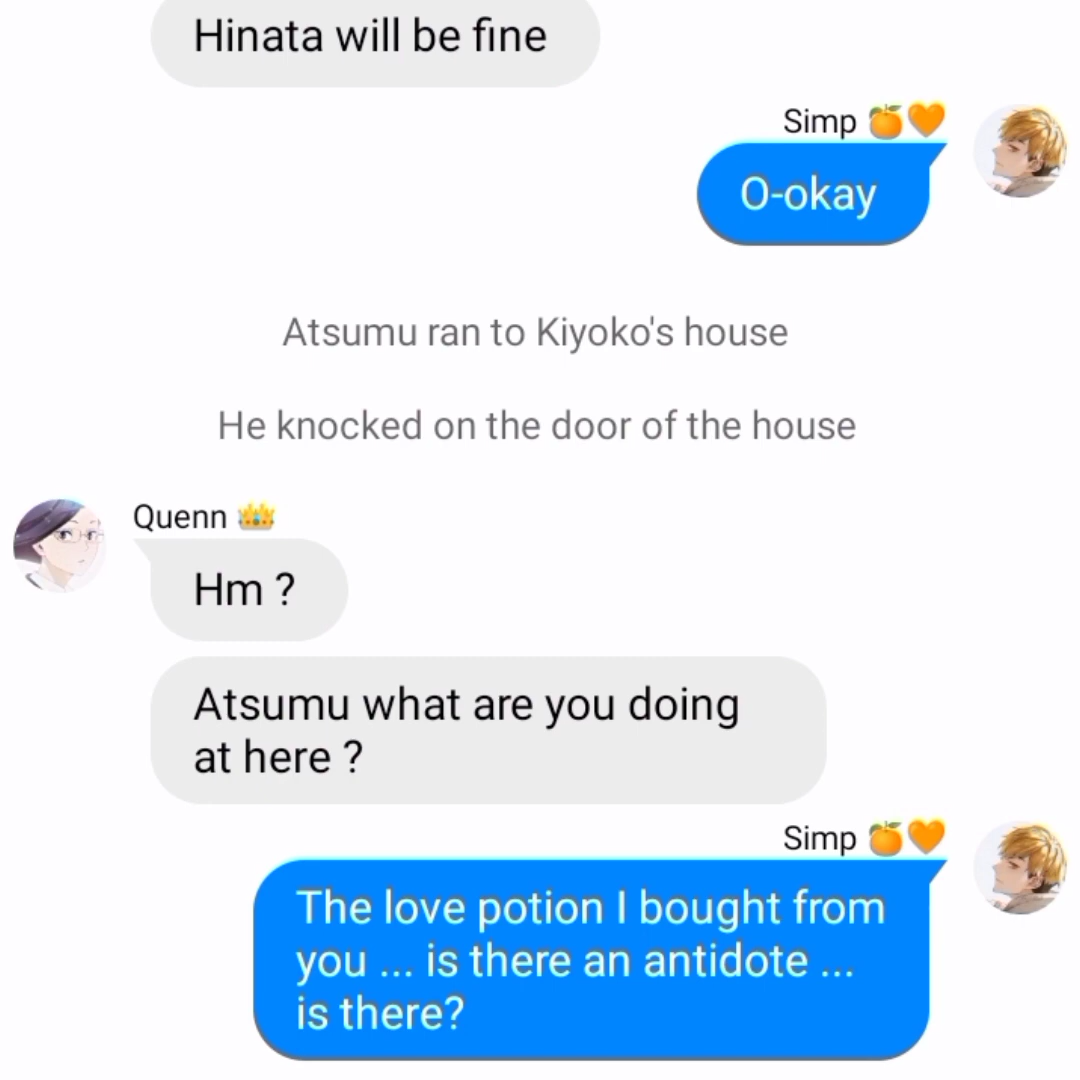 Hinata will be fine
Simp 🍊🧡
O-okay
Atsumu ran to Kiyoko's house
He knocked on the door of the house
Quenn 👑
Hm ?
Atsumu what are you doing
at here ?
Simp 🍊🧡
The love potion I bought from
you ... is there an antidote ...
is there?